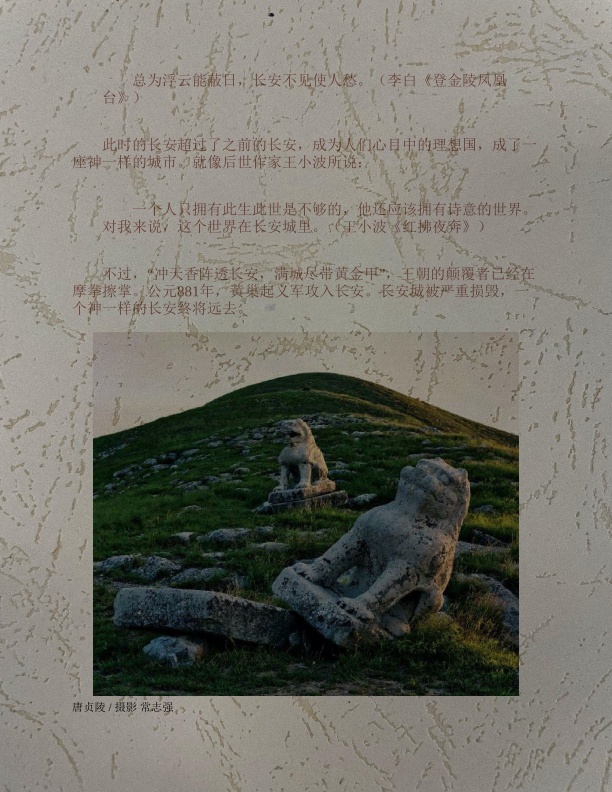 总为浮云能蔽日，长安不见使人愁。（李白《登金陵凤凰
台》）
此时的长安超过了之前的长安，成为人们心目中的理想国，成了一
座神一样的城市。就像后世作家王小波所说：
一个人只拥有此生此世是不够的，他还应该拥有诗意的世界。
对我来说，这个世界在长安城里。（王小波《红拂夜奔》）
不过，“冲天香阵透长安，满城尽带黄金甲”，王朝的颠覆者已经在
摩拳擦掌。公元881年，黄巢起义军攻入长安。长安城被严重损毁，一
个神一样的长安终将远去。
唐贞陵 / 摄影 常志强